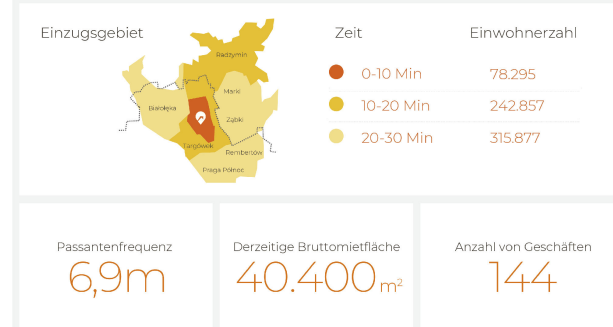 Einzugsgebiet
Radzymin
Marki
Białołęka
Ząbki
Targówek
Rembertów
Praga Północ
Zeit Einwohnerzahl
0-10 Min 78.295
10-20 Min 242.857
20-30 Min 315.877
Passantenfrequenz
6,9m
Derzeitige Bruttomietfläche
40.400 m²
Anzahl von Geschäften
144